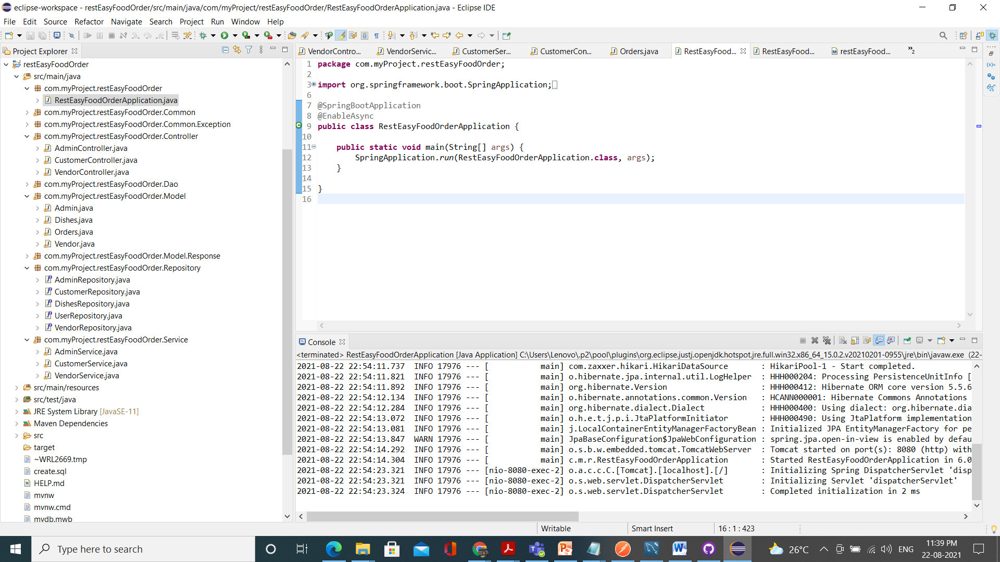 eclipse-workspace - restEasyFoodOrder/src/main/java/com/myProject/restEasyFoodOrder/RestEasyFoodOrderApplication.java - Eclipse IDE
File Edit Source Refactor Navigate Search Project Run Window Help
Project Explorer
restEasyFoodOrder
src/main/java
com.myProject.restEasyFoodOrder
RestEasyFoodOrderApplication.java
com.myProject.restEasyFoodOrder.Common
com.myProject.restEasyFoodOrder.Common.Exception
com.myProject.restEasyFoodOrder.Controller
AdminController.java
CustomerController.java
VendorController.java
com.myProject.restEasyFoodOrder.Dao
com.myProject.restEasyFoodOrder.Model
Admin.java
Dishes.java
Orders.java
Vendor.java
com.myProject.restEasyFoodOrder.Model.Response
com.myProject.restEasyFoodOrder.Repository
AdminRepository.java
CustomerRepository.java
DishesRepository.java
UserRepository.java
VendorRepository.java
com.myProject.restEasyFoodOrder.Service
AdminService.java
CustomerService.java
VendorService.java
src/main/resources
src/test/java
JRE System Library [JavaSE-11]
Maven Dependencies
src
target
~WRL2669.tmp
create.sql
HELP.md
mvnw
mvnw.cmd
mydb.mwb
VendorContro... VendorServic... CustomerSer... CustomerCon... Orders.java RestEasyFood... RestEasyFood... restEasyFood... »2
1 package com.myProject.restEasyFoodOrder;
2
3 import org.springframework.boot.SpringApplication;
6
7 @SpringBootApplication
8 @EnableAsync
9 public class RestEasyFoodOrderApplication {
10
11 public static void main(String[] args) {
12 SpringApplication.run(RestEasyFoodOrderApplication.class, args);
13 }
14
15 }
16
Console
<terminated> RestEasyFoodOrderApplication [Java Application] C:\Users\Lenovo\.p2\pool\plugins\org.eclipse.justj.openjdk.hotspot.jre.full.win32.x86_64_15.0.2.v20210201-0955\jre\bin\javaw.exe (22-
2021-08-22 22:54:11.737 INFO 17976 --- [ main] com.zaxxer.hikari.HikariDataSource : HikariPool-1 - Start completed.
2021-08-22 22:54:11.821 INFO 17976 --- [ main] o.hibernate.jpa.internal.util.LogHelper : HHH000204: Processing PersistenceUnitInfo [
2021-08-22 22:54:11.892 INFO 17976 --- [ main] org.hibernate.Version : HHH000412: Hibernate ORM core version 5.5.6
2021-08-22 22:54:12.134 INFO 17976 --- [ main] o.hibernate.annotations.common.Version : HCANN000001: Hibernate Commons Annotations
2021-08-22 22:54:12.284 INFO 17976 --- [ main] org.hibernate.dialect.Dialect : HHH000400: Using dialect: org.hibernate.dia
2021-08-22 22:54:13.072 INFO 17976 --- [ main] o.h.e.t.j.p.i.JtaPlatformInitiator : HHH000490: Using JtaPlatform implementation
2021-08-22 22:54:13.081 INFO 17976 --- [ main] j.LocalContainerEntityManagerFactoryBean : Initialized JPA EntityManagerFactory for pe
2021-08-22 22:54:13.847 WARN 17976 --- [ main] JpaBaseConfiguration$JpaWebConfiguration : spring.jpa.open-in-view is enabled by defau
2021-08-22 22:54:14.292 INFO 17976 --- [ main] o.s.b.w.embedded.tomcat.TomcatWebServer : Tomcat started on port(s): 8080 (http) with
2021-08-22 22:54:14.304 INFO 17976 --- [ main] c.m.r.RestEasyFoodOrderApplication : Started RestEasyFoodOrderApplication in 6.0
2021-08-22 22:54:23.321 INFO 17976 --- [nio-8080-exec-2] o.a.c.c.C.[Tomcat].[localhost].[/] : Initializing Spring DispatcherServlet 'disp
2021-08-22 22:54:23.321 INFO 17976 --- [nio-8080-exec-2] o.s.web.servlet.DispatcherServlet : Initializing Servlet 'dispatcherServlet'
2021-08-22 22:54:23.324 INFO 17976 --- [nio-8080-exec-2] o.s.web.servlet.DispatcherServlet : Completed initialization in 2 ms
Writable Smart Insert 16 : 1 : 423
Type here to search
26°C ENG
11:39 PM
22-08-2021